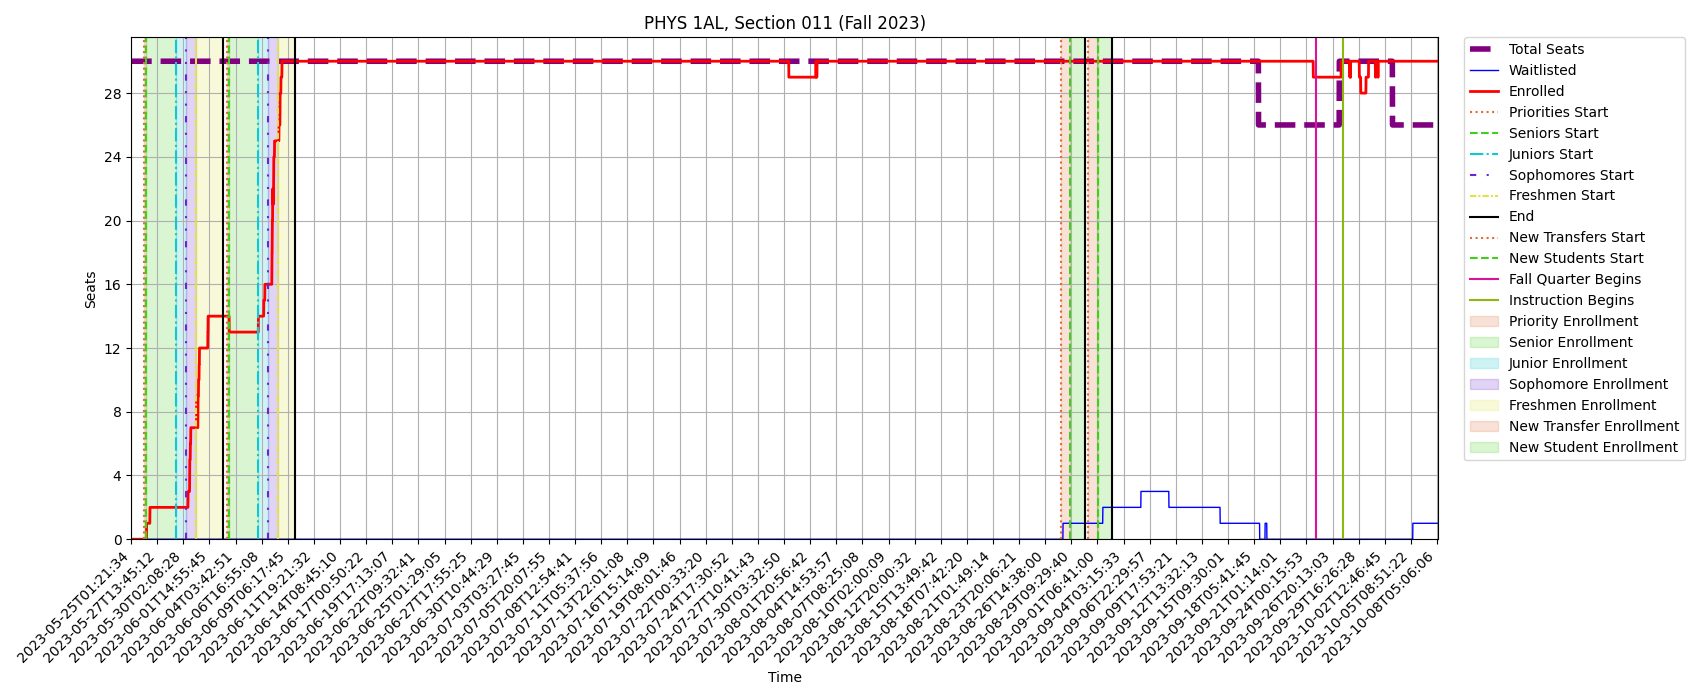 PHYS 1AL, Section 011 (Fall 2023)
Seats
28
24
20
16
12
8
4
0
2023-05-25T01:21:34
2023-05-27T13:45:12
2023-05-30T02:08:28
2023-06-01T14:55:45
2023-06-04T03:42:51
2023-06-06T16:55:08
2023-06-09T06:17:45
2023-06-11T19:21:32
2023-06-14T08:45:10
2023-06-17T00:50:22
2023-06-19T17:13:07
2023-06-22T09:32:41
2023-06-25T01:29:05
2023-06-27T17:55:25
2023-06-30T10:44:29
2023-07-03T03:27:45
2023-07-05T20:07:55
2023-07-08T12:54:41
2023-07-11T05:37:56
2023-07-13T22:01:08
2023-07-16T15:14:09
2023-07-19T08:01:46
2023-07-22T00:33:20
2023-07-24T17:30:52
2023-07-27T10:41:43
2023-07-30T03:32:50
2023-08-01T20:56:42
2023-08-04T14:53:57
2023-08-07T08:25:08
2023-08-10T02:00:09
2023-08-12T20:00:32
2023-08-15T13:49:42
2023-08-18T07:42:20
2023-08-21T01:49:14
2023-08-23T20:06:21
2023-08-26T14:38:00
2023-08-29T09:29:40
2023-09-01T06:41:00
2023-09-04T03:15:33
2023-09-06T22:29:57
2023-09-09T17:53:21
2023-09-12T13:32:13
2023-09-15T09:30:01
2023-09-18T05:41:45
2023-09-21T01:14:01
2023-09-24T00:15:53
2023-09-26T20:13:03
2023-09-29T16:26:28
2023-10-02T12:46:45
2023-10-05T08:51:22
2023-10-08T05:06:06
Time
Total Seats
Waitlisted
Enrolled
Priorities Start
Seniors Start
Juniors Start
Sophomores Start
Freshmen Start
End
New Transfers Start
New Students Start
Fall Quarter Begins
Instruction Begins
Priority Enrollment
Senior Enrollment
Junior Enrollment
Sophomore Enrollment
Freshmen Enrollment
New Transfer Enrollment
New Student Enrollment